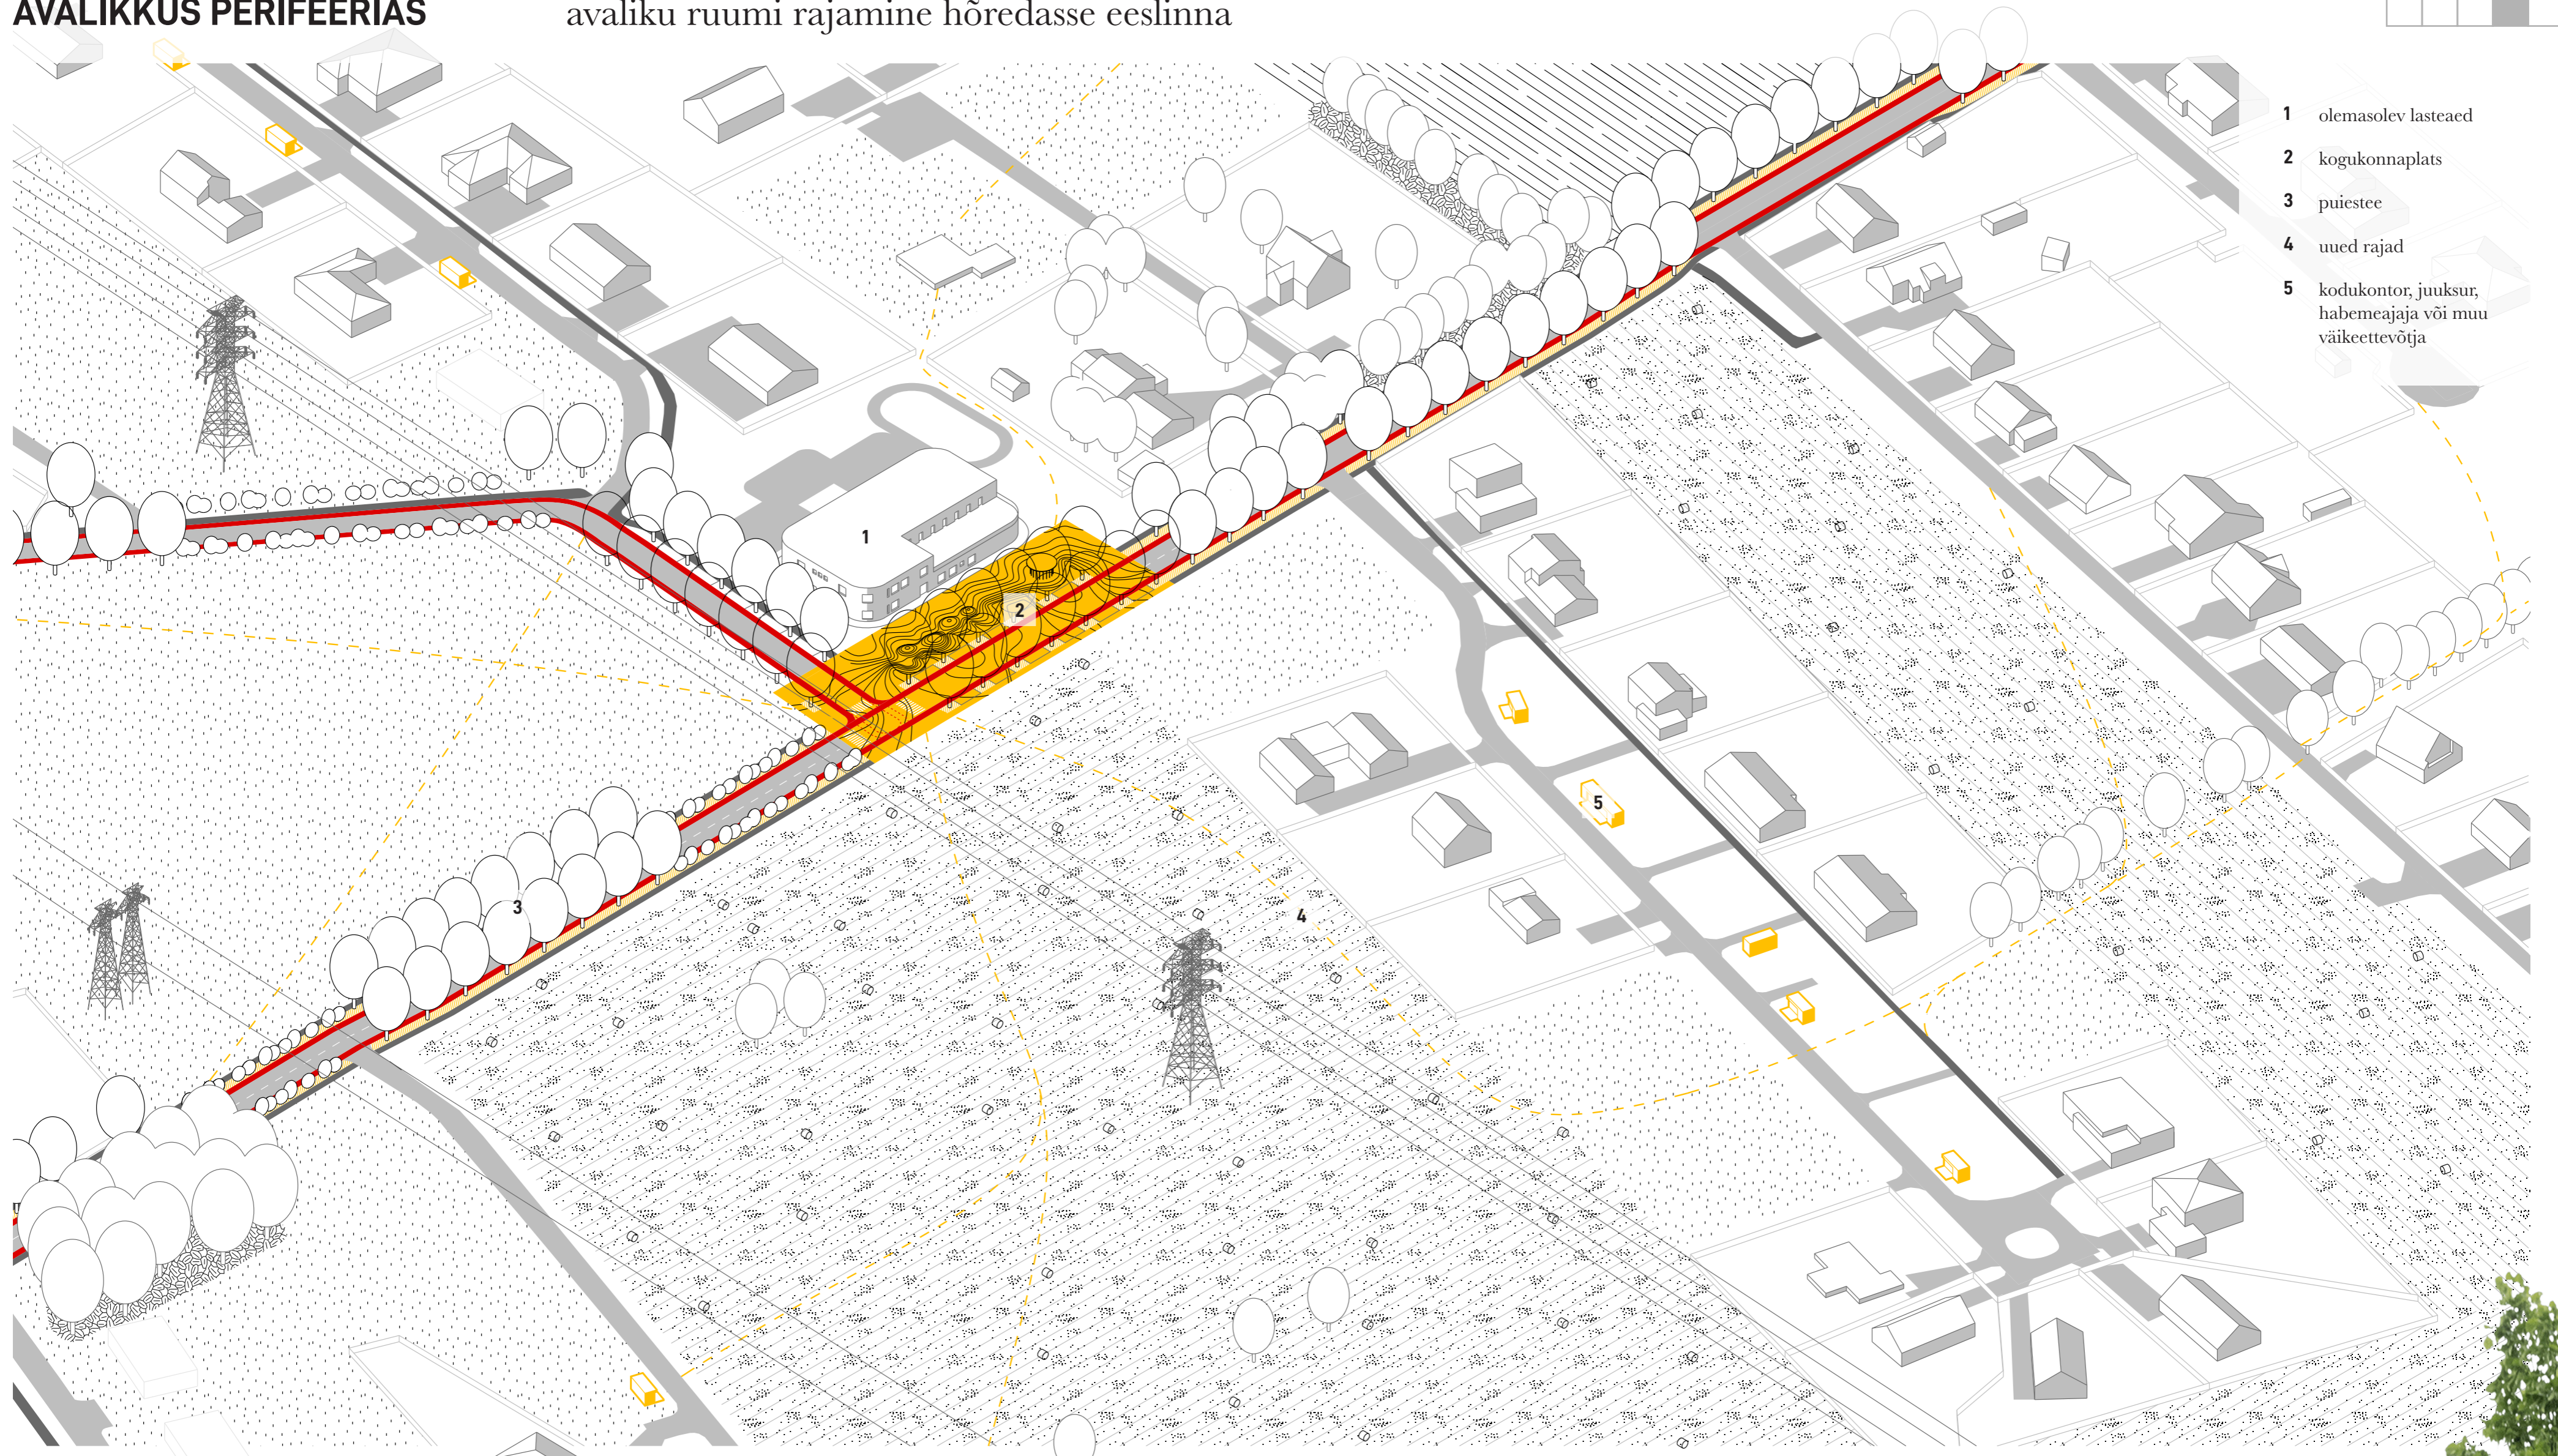 AVALIKKUS PERIFEERIAS
avaliku ruumi rajamine hõredasse eeslinna
1 olemasolev lasteaed
2 kogukonnaplats
3 puiestee
4 uued rajad
5 kodukontor, juuksur,
habemeajaja või muu
väikeettevõtja
1
2
5
3
4